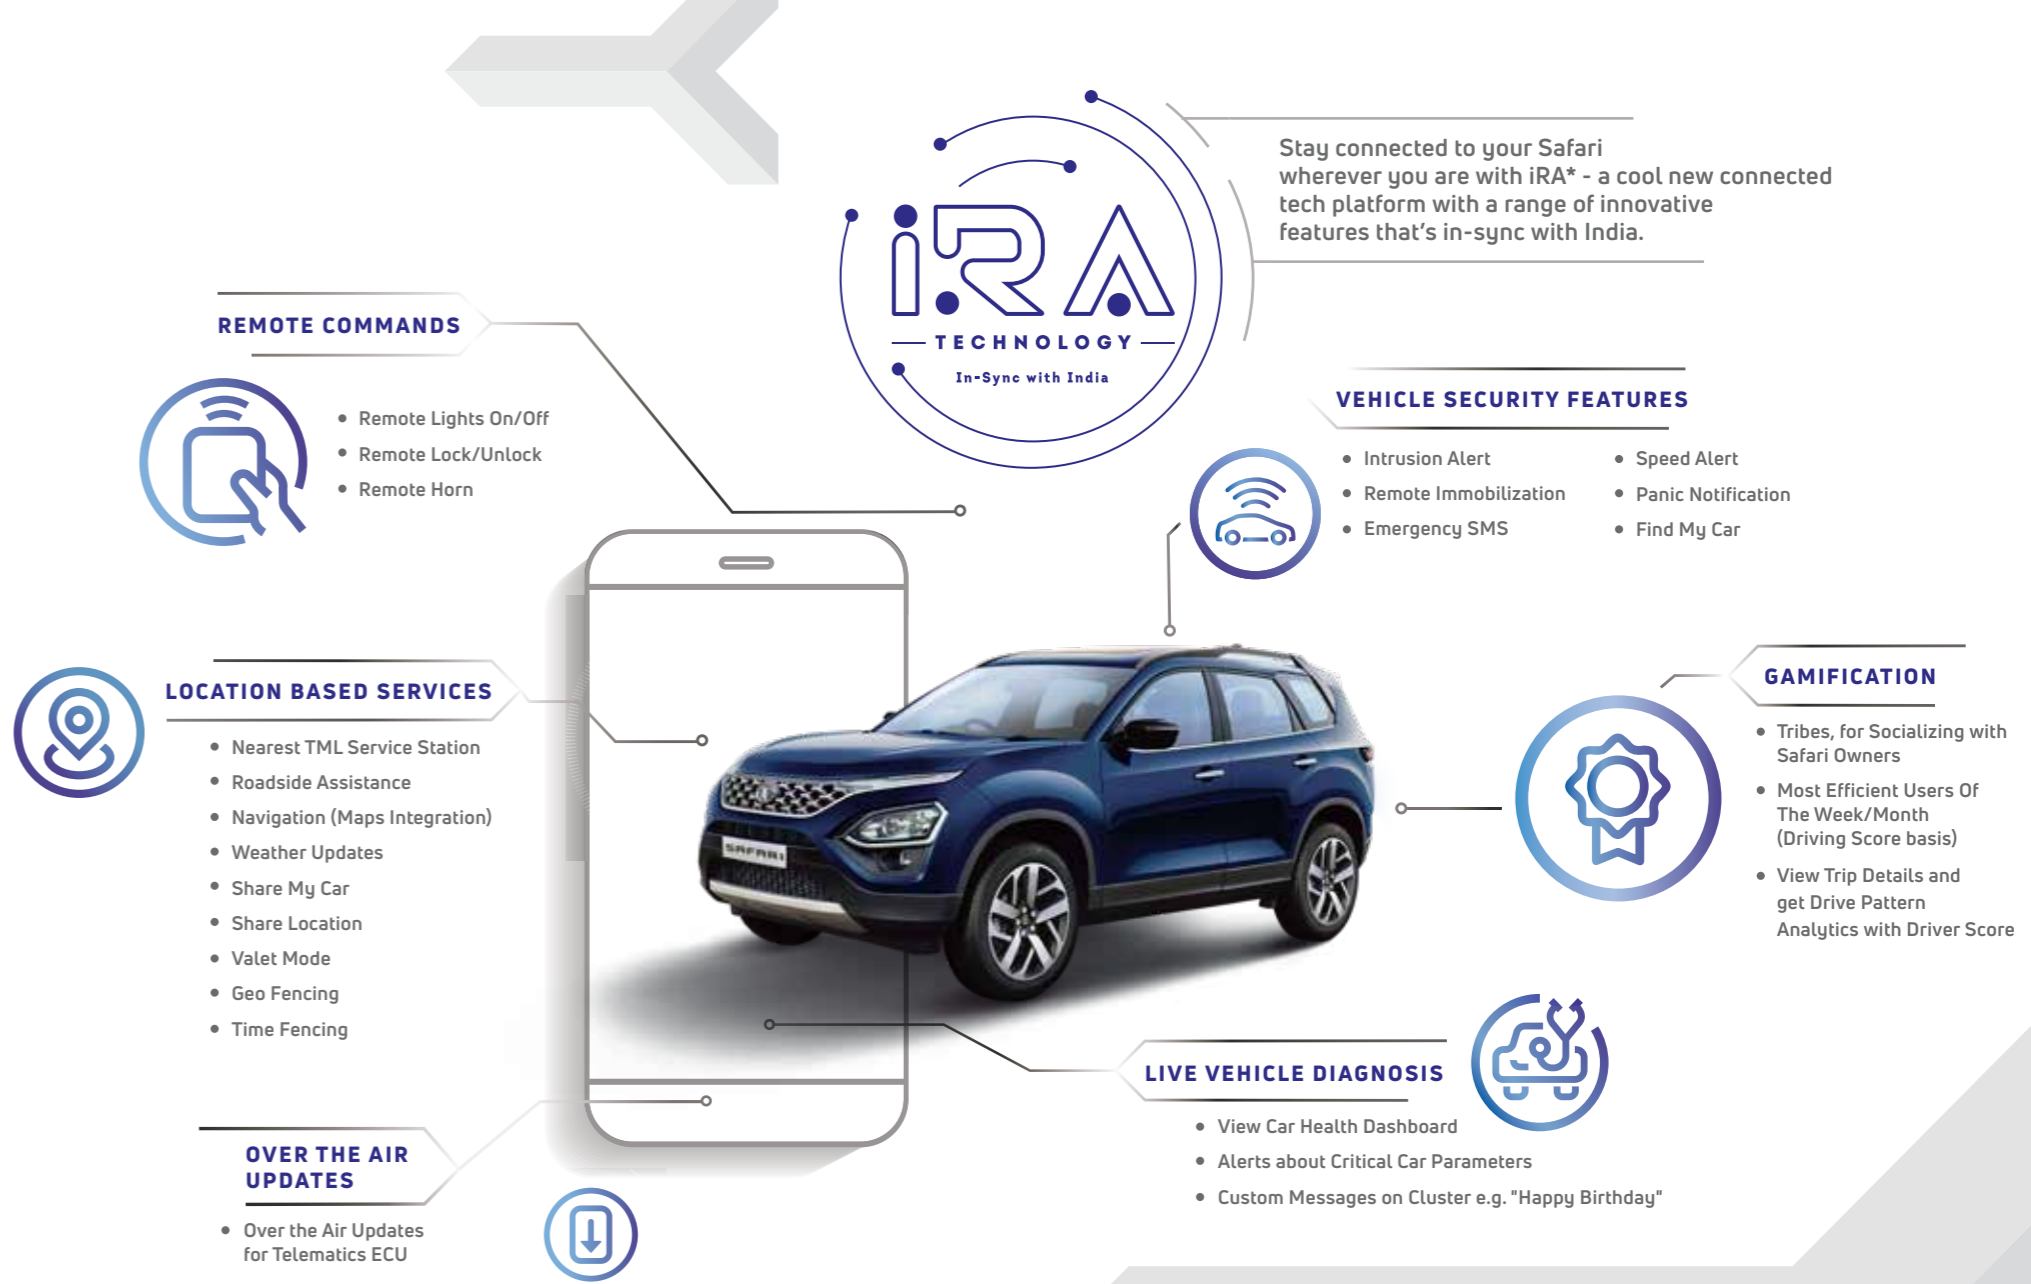 iRA
TECHNOLOGY
In-Sync with India
Stay connected to your Safari
wherever you are with iRA* - a cool new connected
tech platform with a range of innovative
features that's in-sync with India.
REMOTE COMMANDS
• Remote Lights On/Off
• Remote Lock/Unlock
• Remote Horn
VEHICLE SECURITY FEATURES
• Intrusion Alert
• Remote Immobilization
• Emergency SMS
• Speed Alert
• Panic Notification
• Find My Car
LOCATION BASED SERVICES
• Nearest TML Service Station
• Roadside Assistance
• Navigation (Maps Integration)
• Weather Updates
• Share My Car
• Share Location
• Valet Mode
• Geo Fencing
• Time Fencing
SAFARI
GAMIFICATION
• Tribes, for Socializing with
Safari Owners
• Most Efficient Users Of
The Week/Month
(Driving Score basis)
• View Trip Details and
get Drive Pattern
Analytics with Driver Score
LIVE VEHICLE DIAGNOSIS
• View Car Health Dashboard
• Alerts about Critical Car Parameters
• Custom Messages on Cluster e.g. "Happy Birthday"
OVER THE AIR
UPDATES
• Over the Air Updates
for Telematics ECU